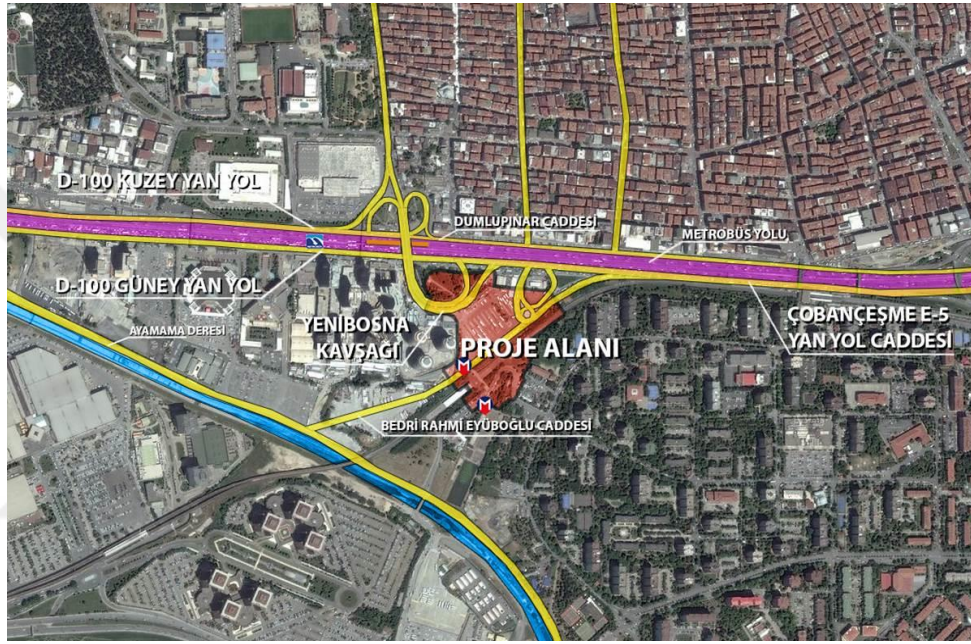 D-100 KUZEY YAN YOL
DUMLUPINAR CADDESİ
METROBÜS YOLU
D-100 GÜNEY YAN YOL
ÇOBANÇEŞME E-5
YAN YOL CADDESİ
AYAMAMA DERESİ
YENİBOSNA
KAVŞAĞI
PROJE ALANI
M
M
BEDRİ RAHMİ EYÜBOĞLU CADDESİ